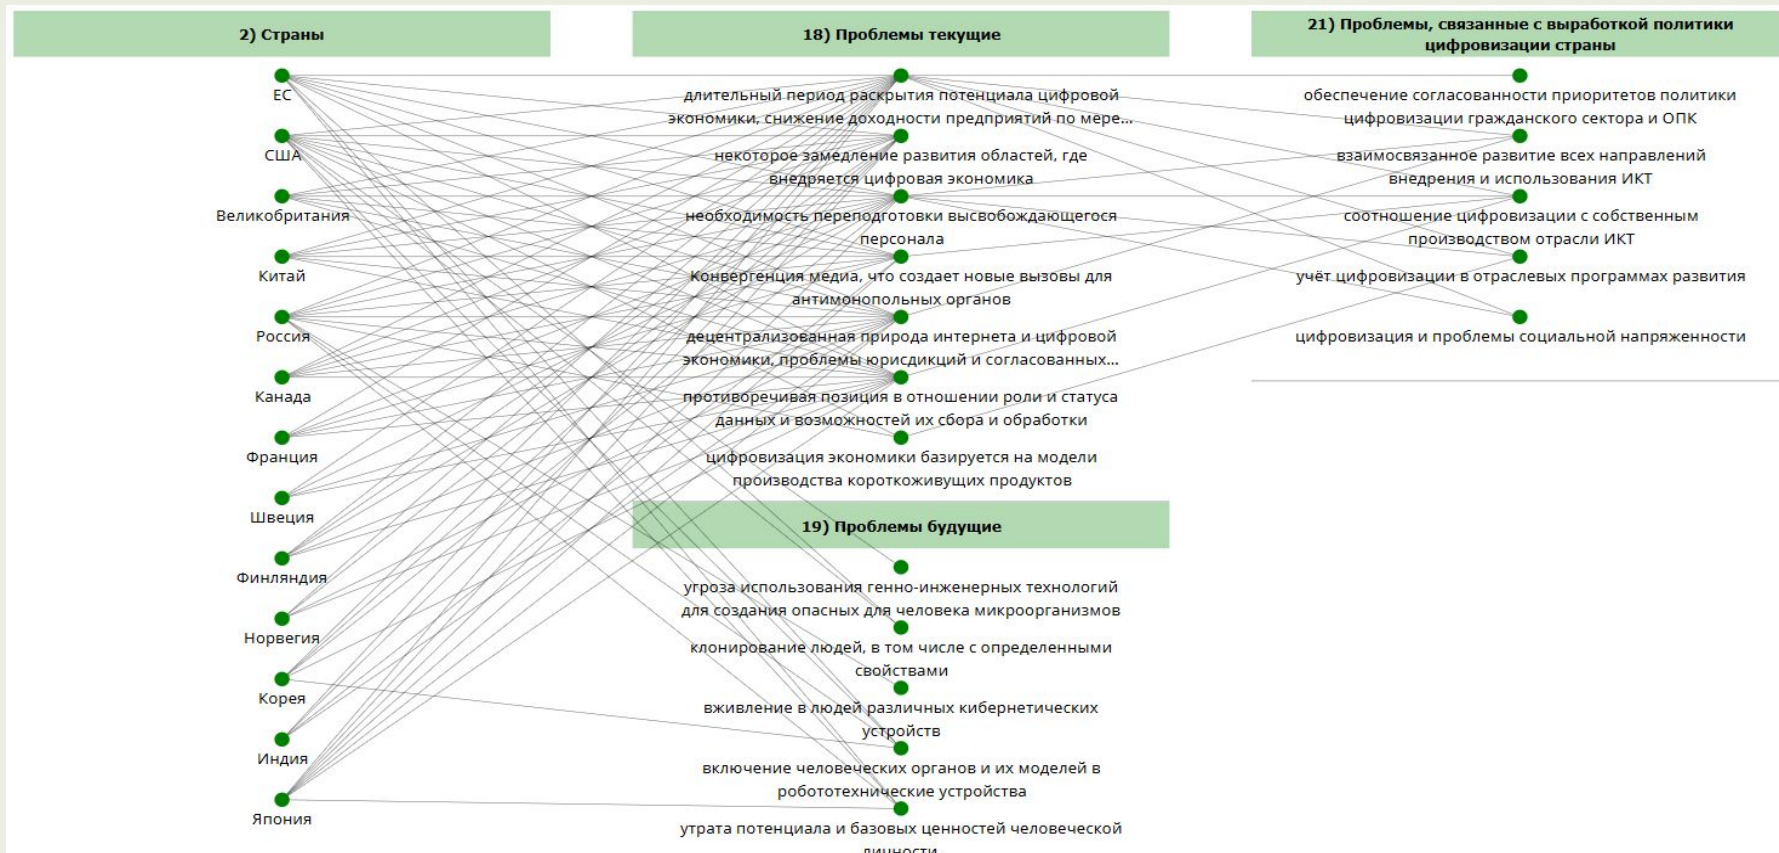 2) Страны
ЕС
США
Великобритания
Китай
Россия
Канада
Франция
Швеция
Финляндия
Норвегия
Корея
Индия
Япония
18) Проблемы текущие
длительный период раскрытия потенциала цифровой
экономики, снижение доходности предприятий по мере...
некоторое замедление развития областей, где
внедряется цифровая экономика
необходимость переподготовки высвобождающегося
персонала
Конвергенция медиа, что создает новые вызовы для
антимонопольных органов
децентрализованная природа интернета и цифровой
экономики, проблемы юрисдикций и согласованных...
противоречивая позиция в отношении роли и статуса
данных и возможностей их сбора и обработки
цифровизация экономики базируется на модели
производства короткоживущих продуктов
19) Проблемы будущие
угроза использования генно-инженерных технологий
для создания опасных для человека микроорганизмов
клонирование людей, в том числе с определенными
свойствами
вживление в людей различных кибернетических
устройств
включение человеческих органов и их моделей в
робототехнические устройства
утрата потенциала и базовых ценностей человеческой
личности
21) Проблемы, связанные с выработкой политики
цифровизации страны
обеспечение согласованности приоритетов политики
цифровизации гражданского сектора и ОПК
взаимосвязанное развитие всех направлений
внедрения и использования ИКТ
соотношение цифровизации с собственным
производством отрасли ИКТ
учёт цифровизации в отраслевых программах развития
цифровизация и проблемы социальной напряженности